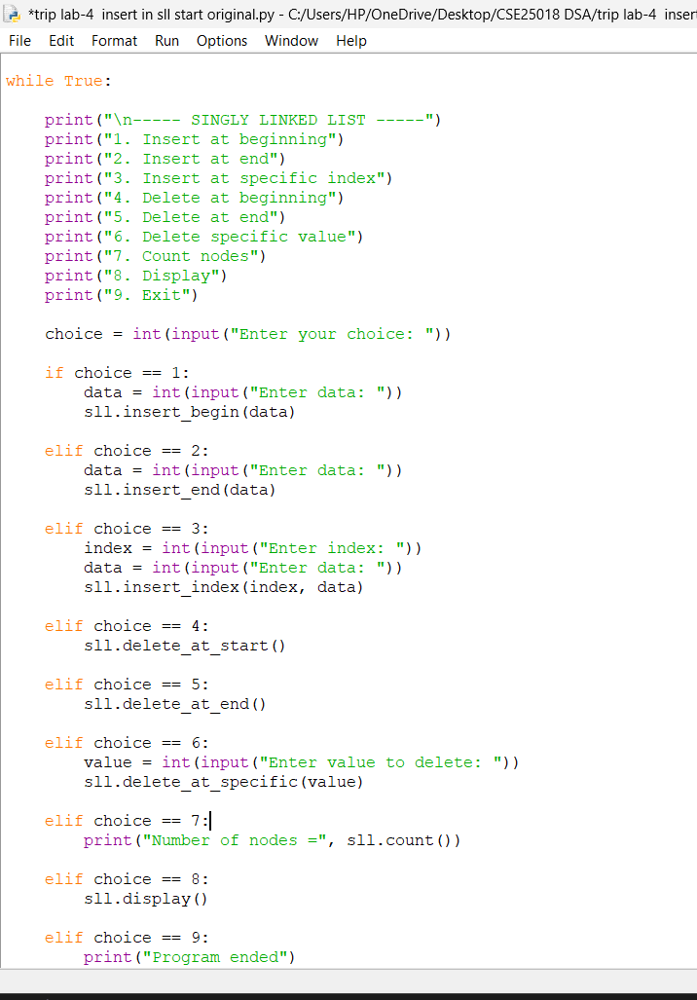 *trip lab-4  insert in sll start original.py - C:/Users/HP/OneDrive/Desktop/CSE25018 DSA/trip lab-4  inser
File Edit Format Run Options Window Help
while True:
    print("\n----- SINGLY LINKED LIST -----")
    print("1. Insert at beginning")
    print("2. Insert at end")
    print("3. Insert at specific index")
    print("4. Delete at beginning")
    print("5. Delete at end")
    print("6. Delete specific value")
    print("7. Count nodes")
    print("8. Display")
    print("9. Exit")
    choice = int(input("Enter your choice: "))
    if choice == 1:
        data = int(input("Enter data: "))
        sll.insert_begin(data)
    elif choice == 2:
        data = int(input("Enter data: "))
        sll.insert_end(data)
    elif choice == 3:
        index = int(input("Enter index: "))
        data = int(input("Enter data: "))
        sll.insert_index(index, data)
    elif choice == 4:
        sll.delete_at_start()
    elif choice == 5:
        sll.delete_at_end()
    elif choice == 6:
        value = int(input("Enter value to delete: "))
        sll.delete_at_specific(value)
    elif choice == 7:
        print("Number of nodes =", sll.count())
    elif choice == 8:
        sll.display()
    elif choice == 9:
        print("Program ended")